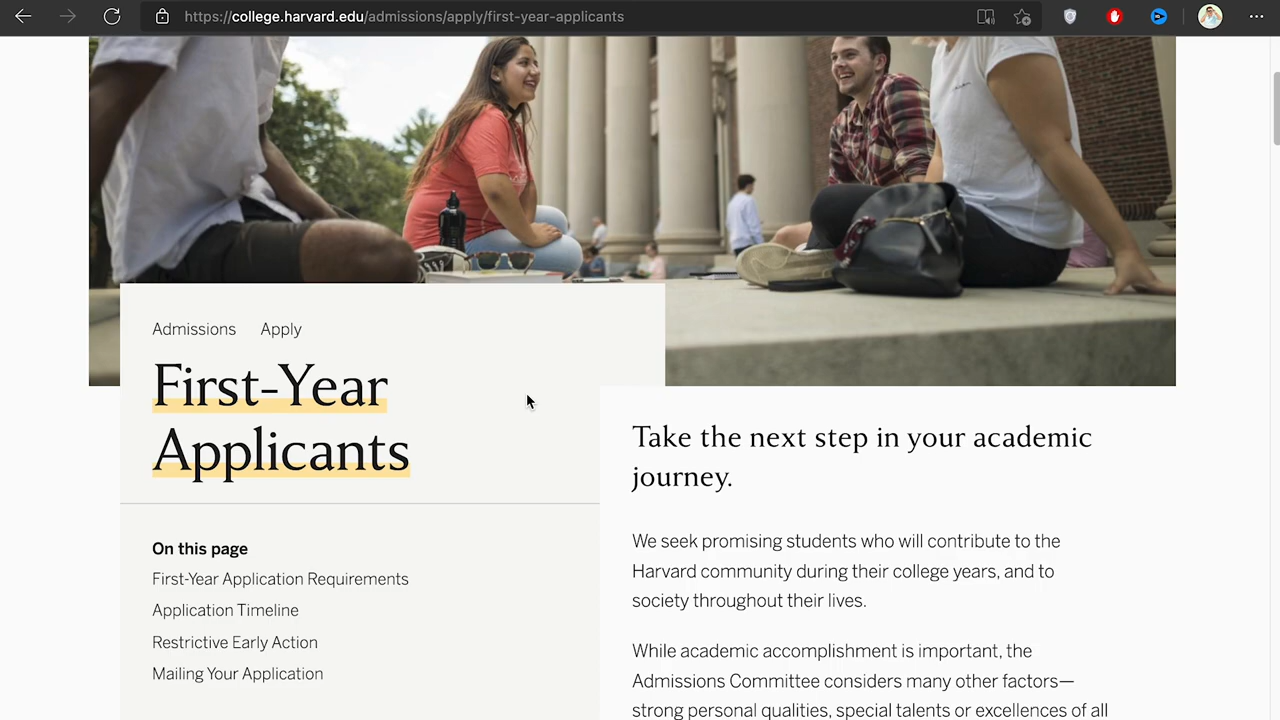 https://college.harvard.edu/admissions/apply/first-year-applicants
Admissions Apply
First-Year
Applicants
On this page
First-Year Application Requirements
Application Timeline
Restrictive Early Action
Mailing Your Application
Take the next step in your academic
journey.
We seek promising students who will contribute to the
Harvard community during their college years, and to
society throughout their lives.
While academic accomplishment is important, the
Admissions Committee considers many other factors—
strong personal qualities, special talents or excellences of all